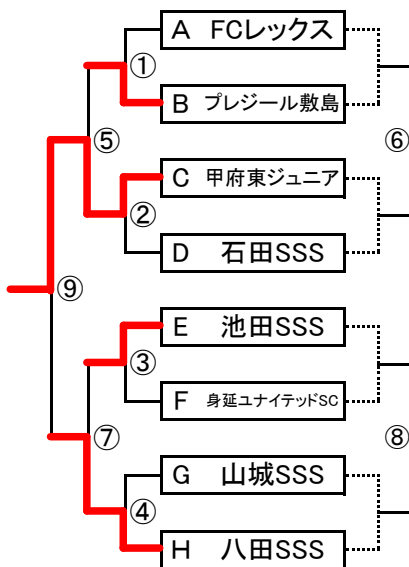 A FCレックス
①
B プレジール敷島
⑤
⑥
C 甲府東ジュニア
②
D 石田SSS
⑨
E 池田SSS
③
F 身延ユナイテッドSC
⑦
⑧
G 山城SSS
④
H 八田SSS